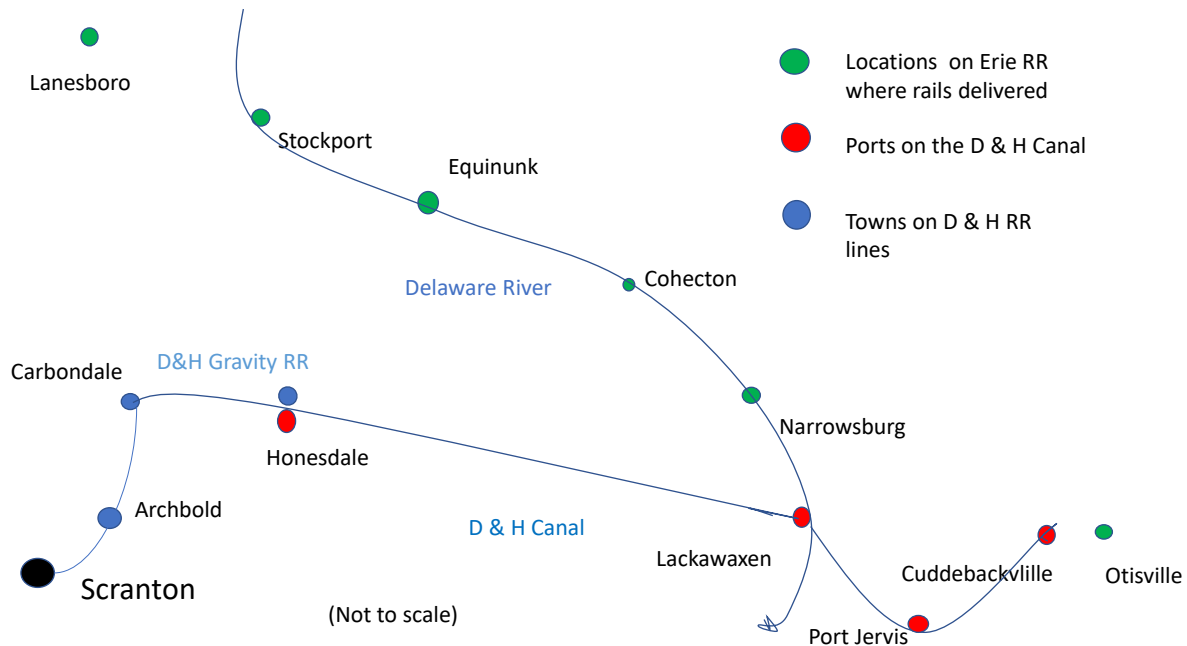 Lanesboro
Stockport
Equinunk
Cohecton
Delaware River
Narrowsburg
Carbondale
D&H Gravity RR
Honesdale
Archbold
D & H Canal
Lackawaxen
Scranton
(Not to scale)
Port Jervis
Cuddebackvlille
Otisville
Locations on Erie RR
where rails delivered
Ports on the D & H Canal
Towns on D & H RR
lines